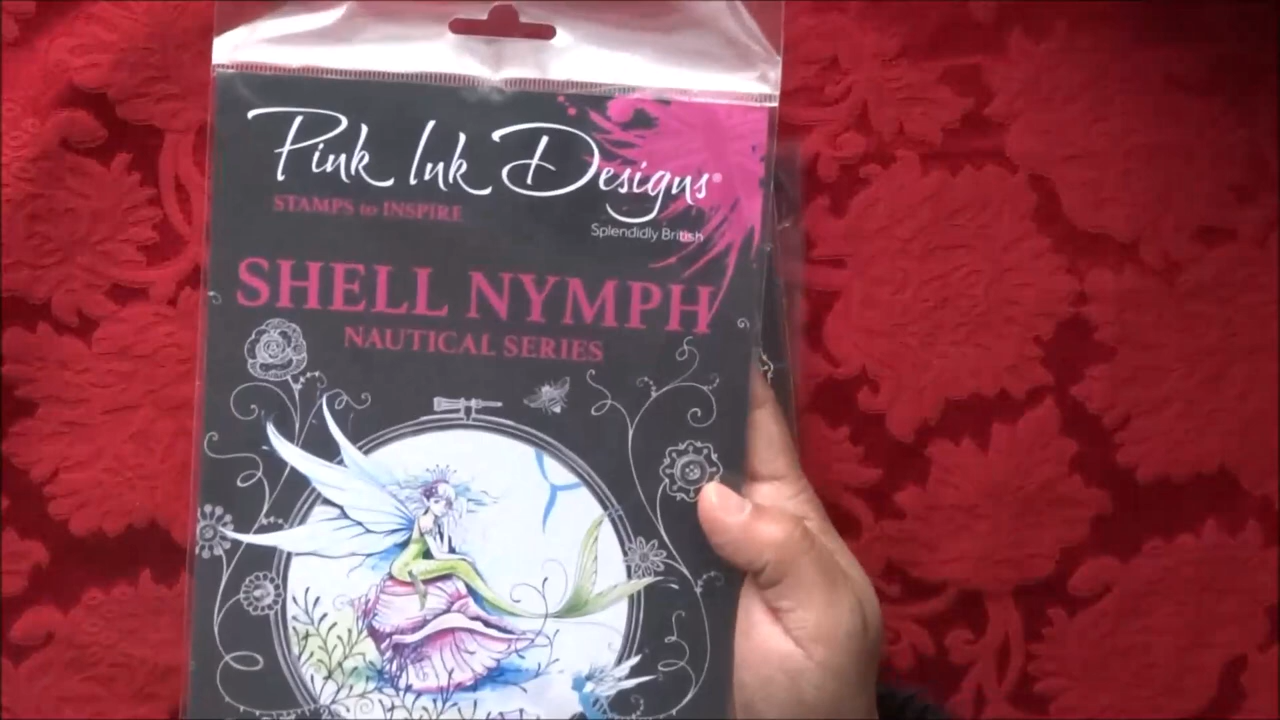 Pink Ink Designs®
STAMPS to INSPIRE
Splendidly British
SHELL NYMPH
NAUTICAL SERIES